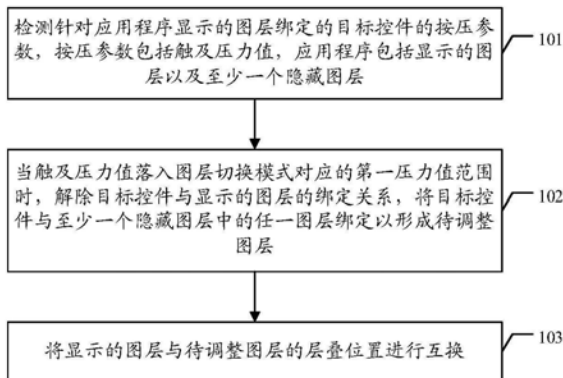 检测针对应用程序显示的图层绑定的目标控件的按压参
数，按压参数包括触及压力值，应用程序包括显示的图
层以及至少一个隐藏图层
101
当触及压力值落入图层切换模式对应的第一压力值范围
时，解除目标控件与显示的图层的绑定关系，将目标控
件与至少一个隐藏图层中的任一图层绑定以形成待调整
图层
102
将显示的图层与待调整图层的层叠位置进行互换
103